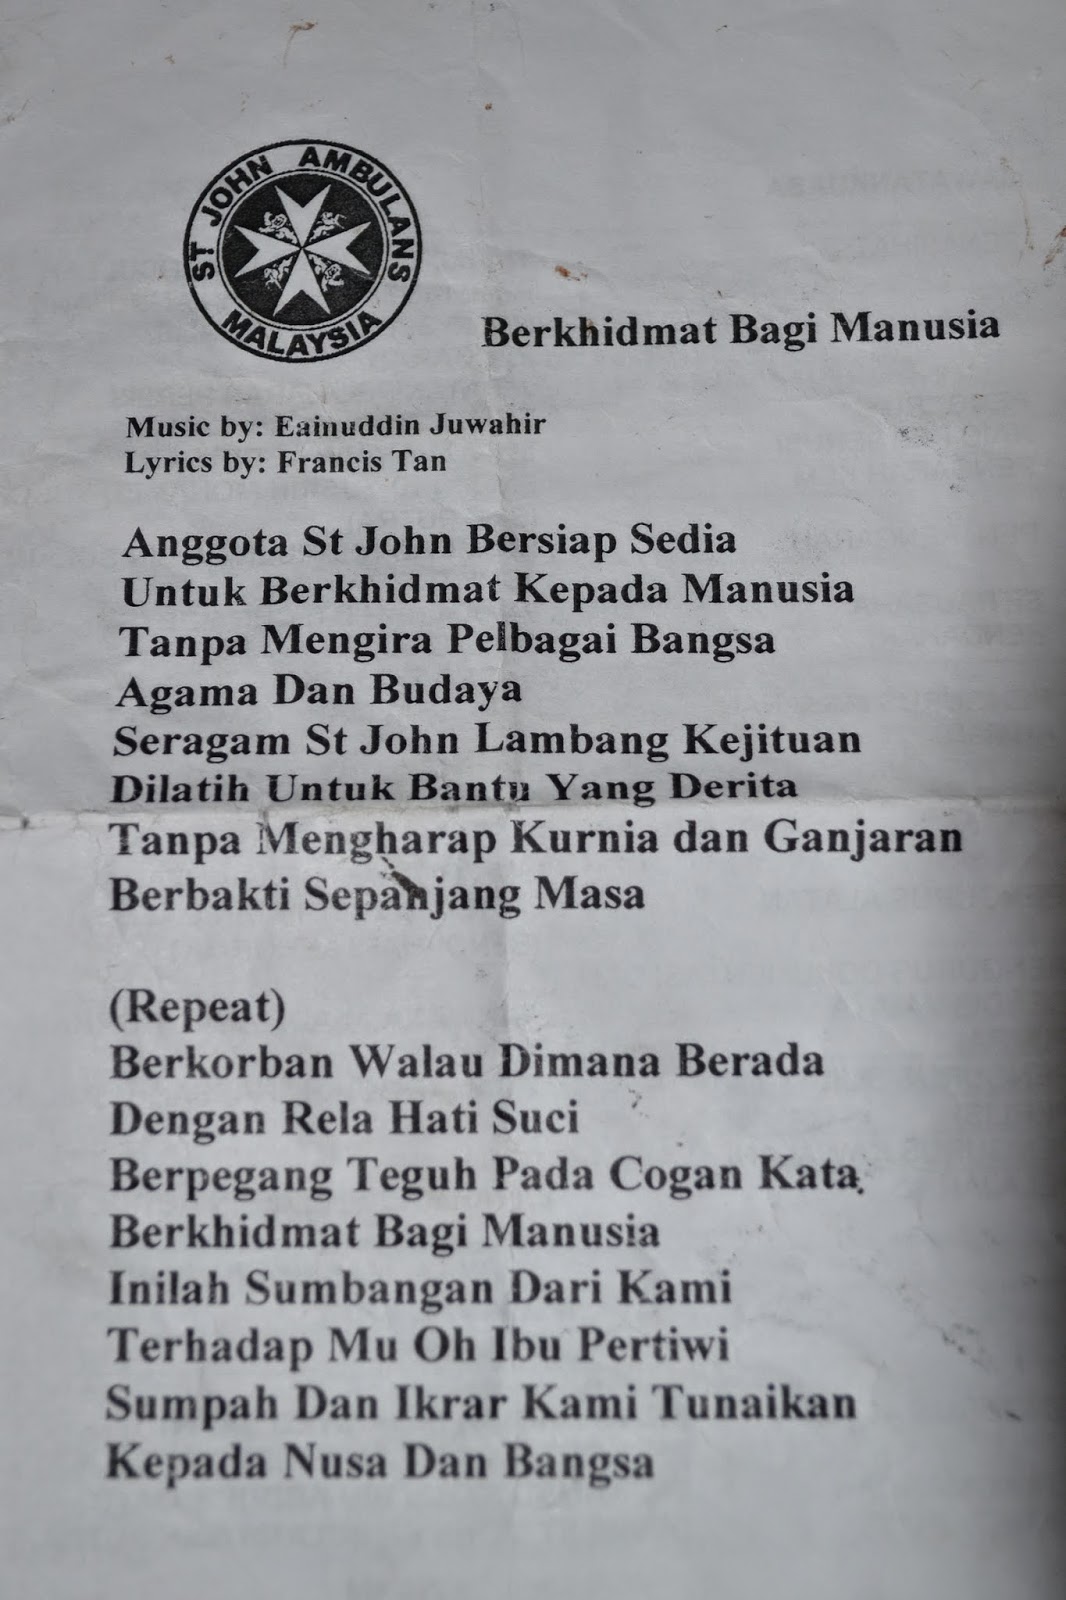 ST JOHN AMBULANS
MALAYSIA
Berkhidmat Bagi Manusia
Music by: Eainuddin Juwahir
Lyrics by: Francis Tan
Anggota St John Bersiap Sedia
Untuk Berkhidmat Kepada Manusia
Tanpa Mengira Pelbagai Bangsa
Agama Dan Budaya
Seragam St John Lambang Kejituan
Dilatih Untuk Bantu Yang Derita
Tanpa Mengharap Kurnia dan Ganjaran
Berbakti Sepanjang Masa
(Repeat)
Berkorban Walau Dimana Berada
Dengan Rela Hati Suci
Berpegang Teguh Pada Cogan Kata
Berkhidmat Bagi Manusia
Inilah Sumbangan Dari Kami
Terhadap Mu Oh Ibu Pertiwi
Sumpah Dan Ikrar Kami Tunaikan
Kepada Nusa Dan Bangsa